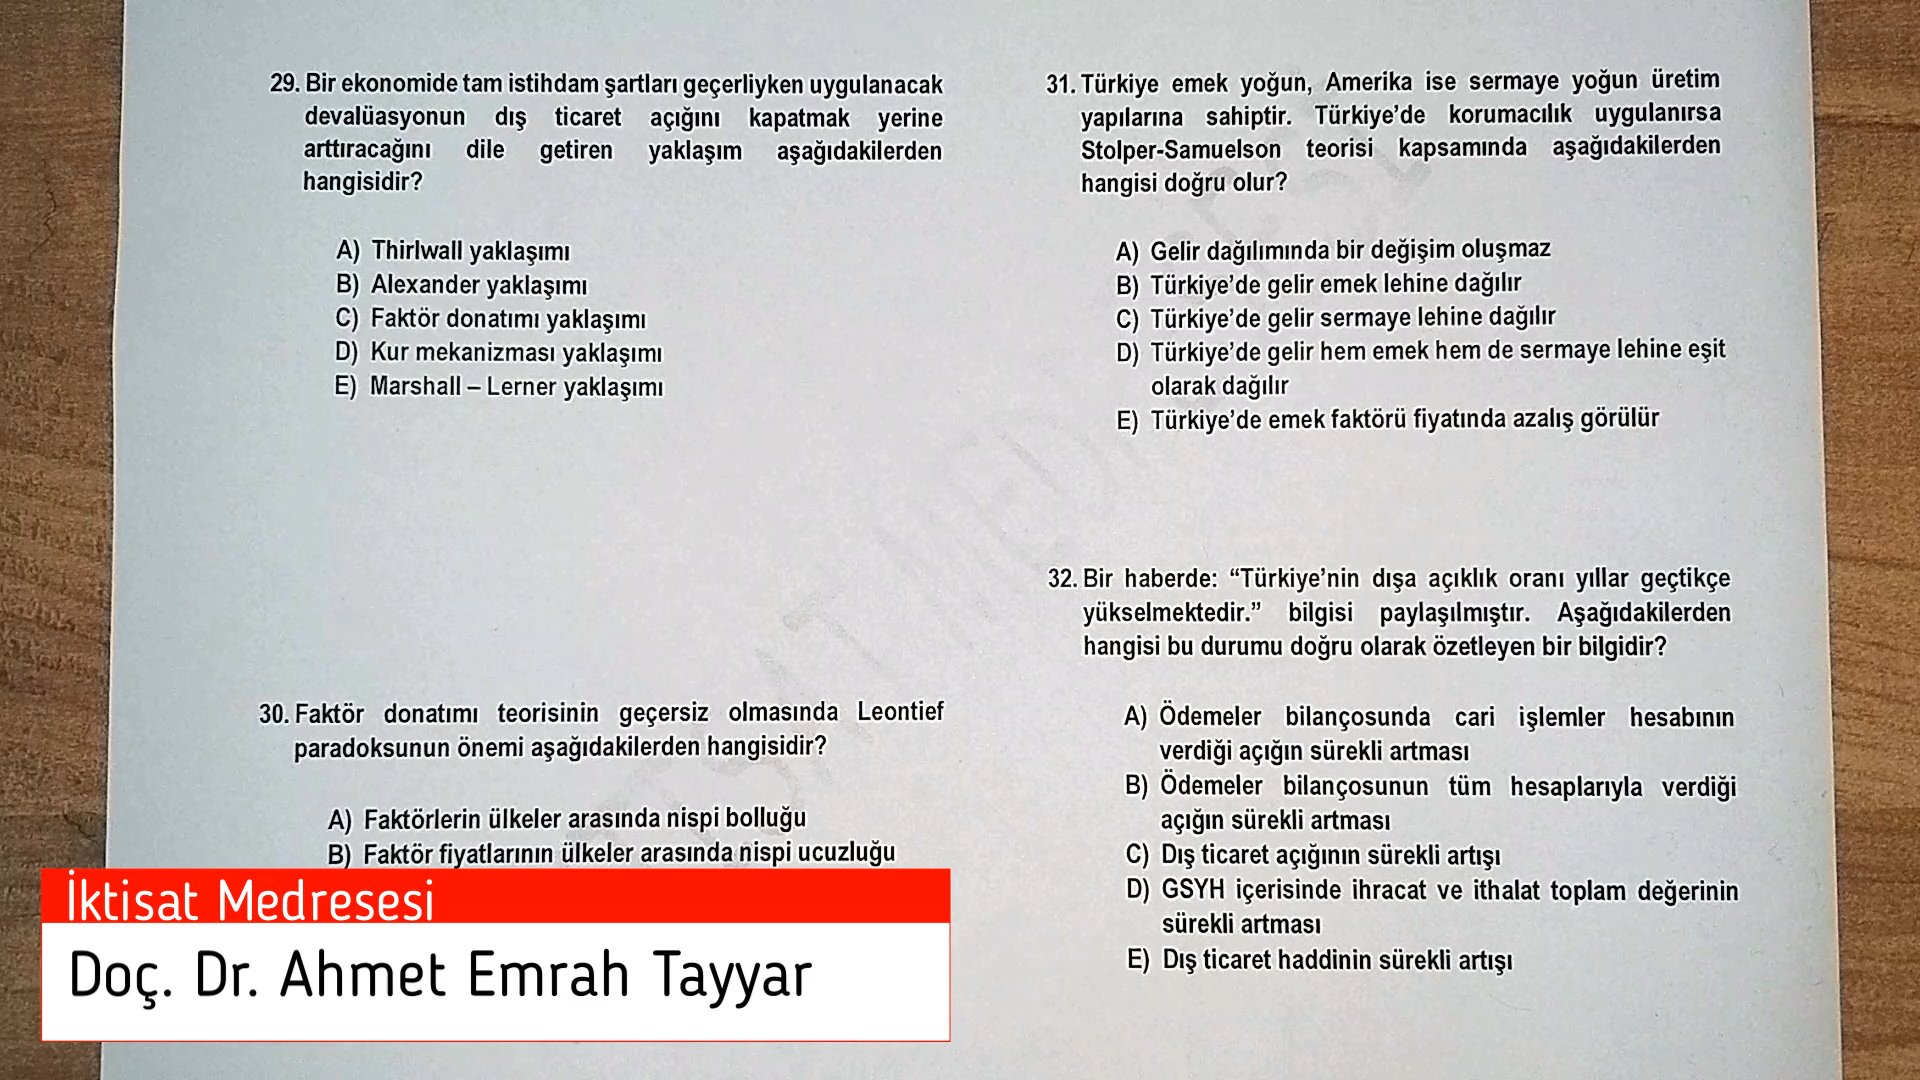 29. Bir ekonomide tam istihdam şartları geçerliyken uygulanacak
devalüasyonun dış ticaret açığını kapatmak yerine
arttıracağını dile getiren yaklaşım aşağıdakilerden
hangisidir?
A) Thirlwall yaklaşımı
B) Alexander yaklaşımı
C) Faktör donatımı yaklaşımı
D) Kur mekanizması yaklaşımı
E) Marshall – Lerner yaklaşımı
30. Faktör donatımı teorisinin geçersiz olmasında Leontief
paradoksunun önemi aşağıdakilerden hangisidir?
A) Faktörlerin ülkeler arasında nispi bolluğu
B) Faktör fiyatlarının ülkeler arasında nispi ucuzluğu
31. Türkiye emek yoğun, Amerika ise sermaye yoğun üretim
yapılarına sahiptir. Türkiye’de korumacılık uygulanırsa
Stolper-Samuelson teorisi kapsamında aşağıdakilerden
hangisi doğru olur?
A) Gelir dağılımında bir değişim oluşmaz
B) Türkiye’de gelir emek lehine dağılır
C) Türkiye’de gelir sermaye lehine dağılır
D) Türkiye’de gelir hem emek hem de sermaye lehine eşit
olarak dağılır
E) Türkiye’de emek faktörü fiyatında azalış görülür
32. Bir haberde: “Türkiye’nin dışa açıklık oranı yıllar geçtikçe
yükselmektedir.” bilgisi paylaşılmıştır. Aşağıdakilerden
hangisi bu durumu doğru olarak özetleyen bir bilgidir?
A) Ödemeler bilançosunda cari işlemler hesabının
verdiği açığın sürekli artması
B) Ödemeler bilançosunun tüm hesaplarıyla verdiği
açığın sürekli artması
C) Dış ticaret açığının sürekli artışı
D) GSYH içerisinde ihracat ve ithalat toplam değerinin
sürekli artması
E) Dış ticaret haddinin sürekli artışı
İktisat Medresesi
Doç. Dr. Ahmet Emrah Tayyar